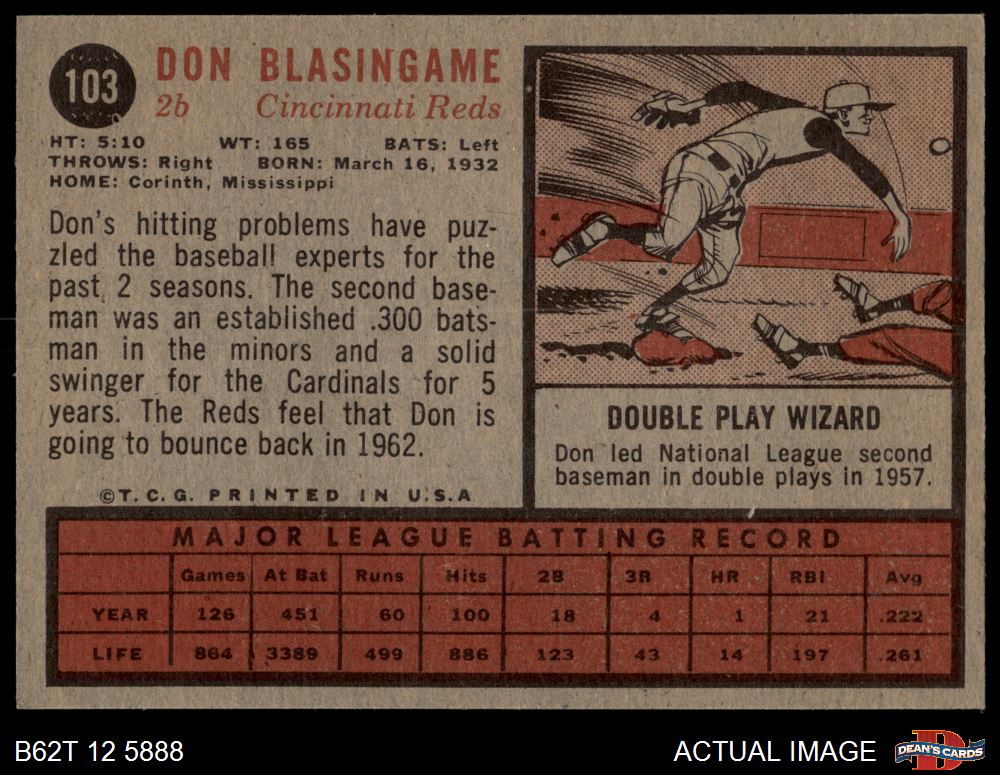 103
DON BLASINGAME
2b Cincinnati Reds
HT: 5:10 WT: 165 BATS: Left
THROWS: Right BORN: March 16, 1932
HOME: Corinth, Mississippi
Don's hitting problems have puz-
zled the baseball experts for the
past 2 seasons. The second base-
man was an established .300 bats-
man in the minors and a solid
swinger for the Cardinals for 5
years. The Reds feel that Don is
going to bounce back in 1962.
©T. C. G. PRINTED IN U.S.A
DOUBLE PLAY WIZARD
Don led National League second
baseman in double plays in 1957.
MAJOR LEAGUE BATTING RECORD
Games At Bat Runs Hits 2B 3B HR RBI Avg
YEAR 126 451 60 100 18 4 1 21 .222
LIFE 864 3389 499 886 123 43 14 197 .261
B62T 12 5888
ACTUAL IMAGE
D
DEAN'S CARDS